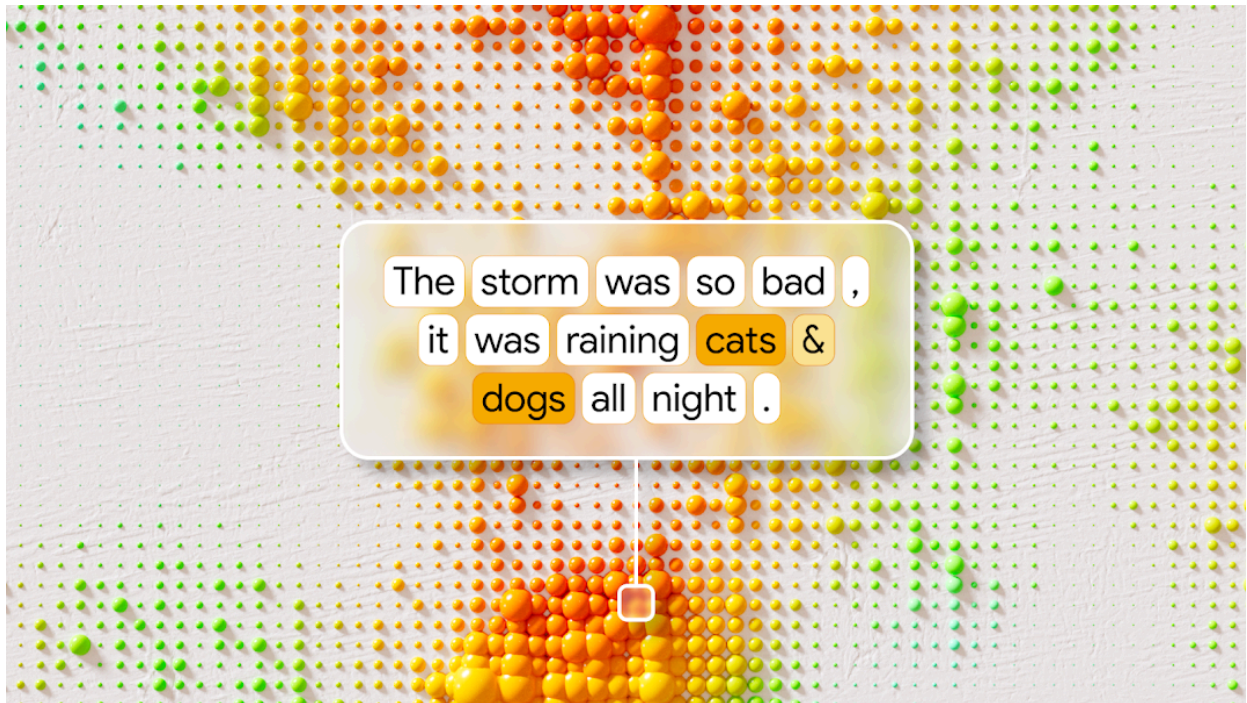 The storm was so bad ,
it was raining cats &
dogs all night .